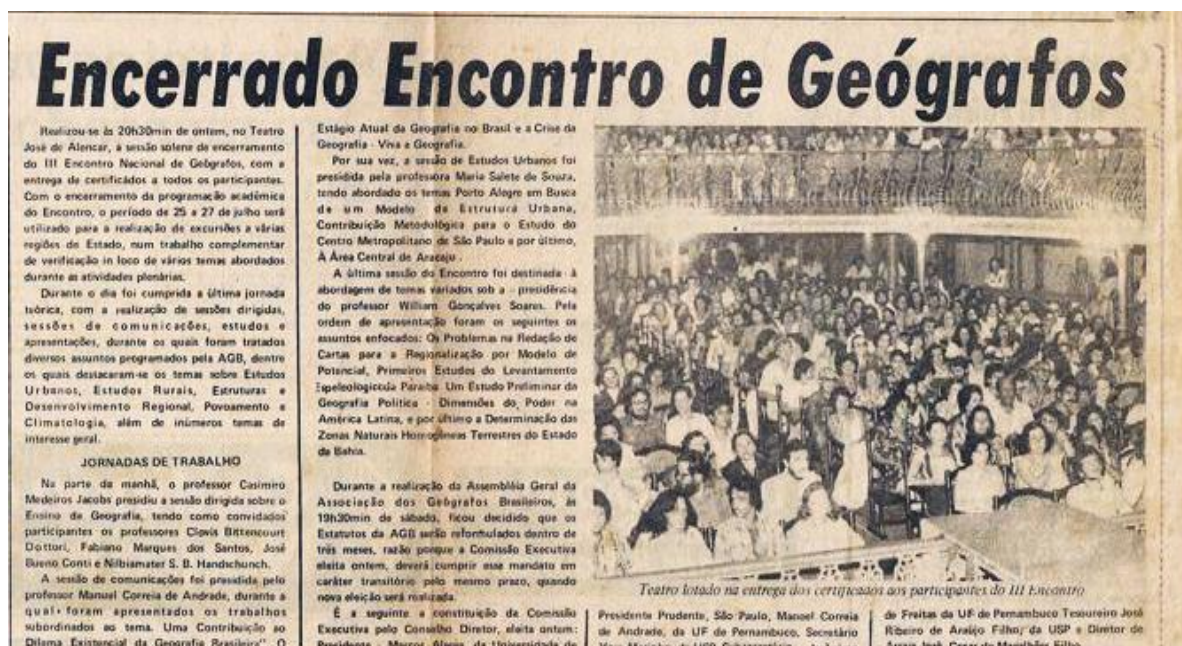 Encerrado Encontro de Geógrafos
Realizou-se às 20h30min de ontem, no Teatro
José de Alencar, a sessão solene de encerramento
do III Encontro Nacional de Geógrafos, com a
entrega de certificádos a todos os participantes.
Com o encerramento da programação acadêmica
do Encontro, o período de 25 a 27 de julho será
utilizado para a realização de excursões a várias
regiões do Estado, num trabalho complementar
de verificação in loco de vários temas abordados
durante as atividades plenárias.
Durante o dia foi cumprida a última jornada
teórica, com a realização de sessões dirigidas,
sessões de comunicações, estudos e
apresentações, durante os quais foram tratados
diversos assuntos programados pela AGB, dentre
os quais destacaram-se os temas sobre Estudos
Urbanos, Estudos Rurais, Estruturas e
Desenvolvimento Regional, Povoamento e
Climatologia, além de inúmeros temas de
interesse geral.
JORNADAS DE TRABALHO
Na parte da manhã, o professor Casimiro
Medeiros Jacobs presidiu a sessão dirigida sobre o
Ensino da Geografia, tendo como convidados
participantes os professores Clovis Bittencourt
Dottori, Fabiano Marques dos Santos, José
Bueno Conti e Nilbiamater S. B. Handschunch.
A sessão de comunicações foi presidida pelo
professor Manuel Correia de Andrade, durante a
qual foram apresentados os trabalhos
subordinados ao tema. Uma Contribuição ao
Dilema Existencial da Geografia Brasileira". O
Estágio Atual da Geografia no Brasil e a Crise da
Geografia - Viva a Geografia.
Por sua vez, a sessão de Estudos Urbanos foi
presidida pela professora Maria Salete de Souza,
tendo abordado os temas Porto Alegre em Busca
de um Modelo de Estrutura Urbana,
Contribuição Metodológica para o Estudo do
Centro Metropolitano de São Paulo e por último,
À Área Central de Aracaju.
A última sessão do Encontro foi destinada à
abordagem de temas variados sob a presidência
do professor William Gonçalves Soares. Pela
ordem de apresentação foram os seguintes os
assuntos enfocados: Os Problemas na Redação de
Cartas para a Regionalização por Modelo de
Potencial, Primeiros Estudos do Levantamento
Paraíba Um Estudo Preliminar da
Geografia Política - Dimensões do Poder na
América Latina, e por último a Determinação das
Zonas Naturais Homogêneas Terrestres do Estado
da Bahia.
Durante a realização da Assembléia Geral da
Associação dos Geógrafos Brasileiros, às
19h30min de sábado, ficou decidido que os
Estatutos da AGB serão reformulados dentro de
três meses, razão porque a Comissão Executiva
eleita ontem, deverá cumprir esse mandato em
caráter transitório pelo mesmo prazo, quando
nova eleição será realizada.
É a seguinte a constituição da Comissão
Executiva pelo Conselho Diretor, eleita ontem:
Presidente - Marcos Alegre, da Universidade de
Teatro lotado na entrega dos certificados aos participantes do III Encontro
Presidente Prudente, São Paulo, Manoel Correia
de Andrade, da UF de Pernambuco, Secretário
de Freitas da UF de Pernambuco Tesoureiro José
Ribeiro de Araújo Filho, da USP e Diretor de